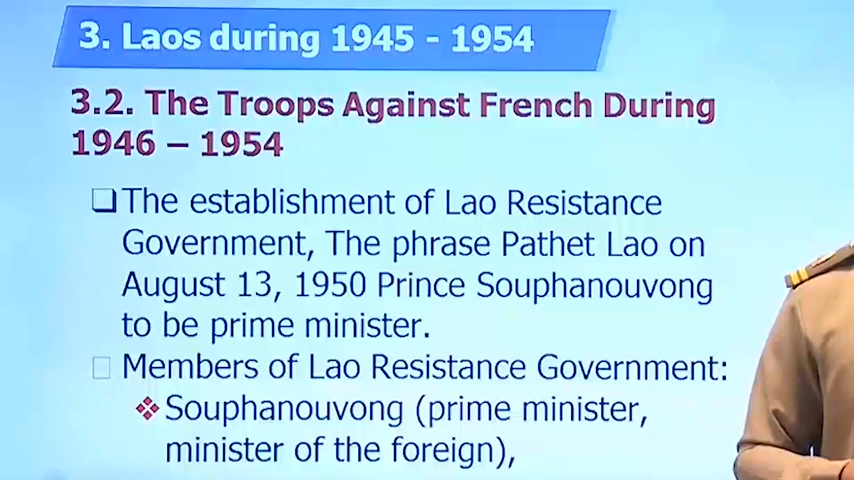 3. Laos during 1945 - 1954
3.2. The Troops Against French During
1946 – 1954
The establishment of Lao Resistance
Government, The phrase Pathet Lao on
August 13, 1950 Prince Souphanouvong
to be prime minister.
Members of Lao Resistance Government:
Souphanouvong (prime minister,
minister of the foreign),